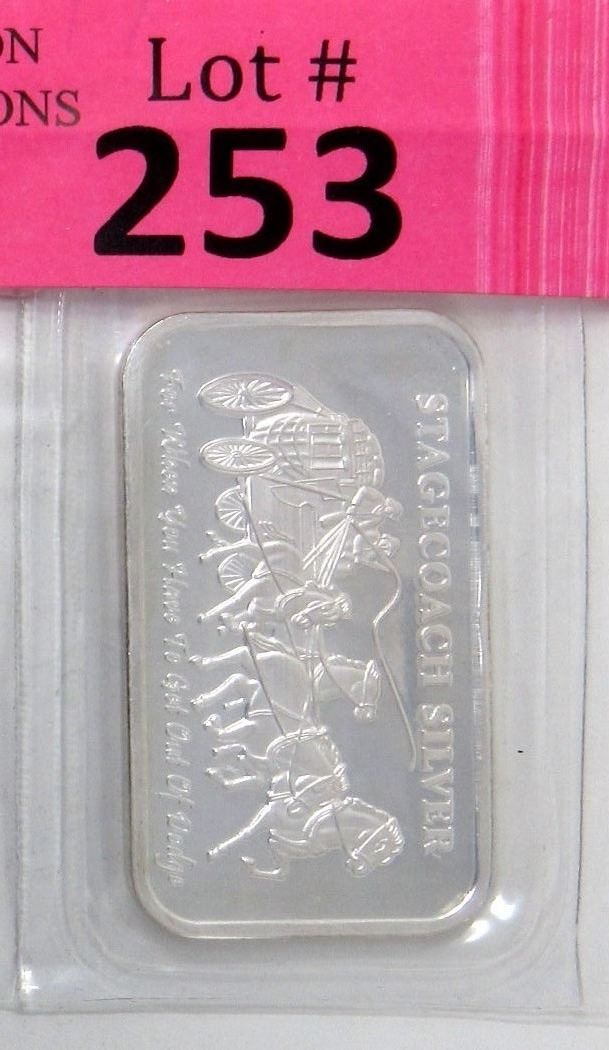 ON
ONS
Lot #
253
STAGECOACH SILVER
For When You Have To Get Out Of Dodge